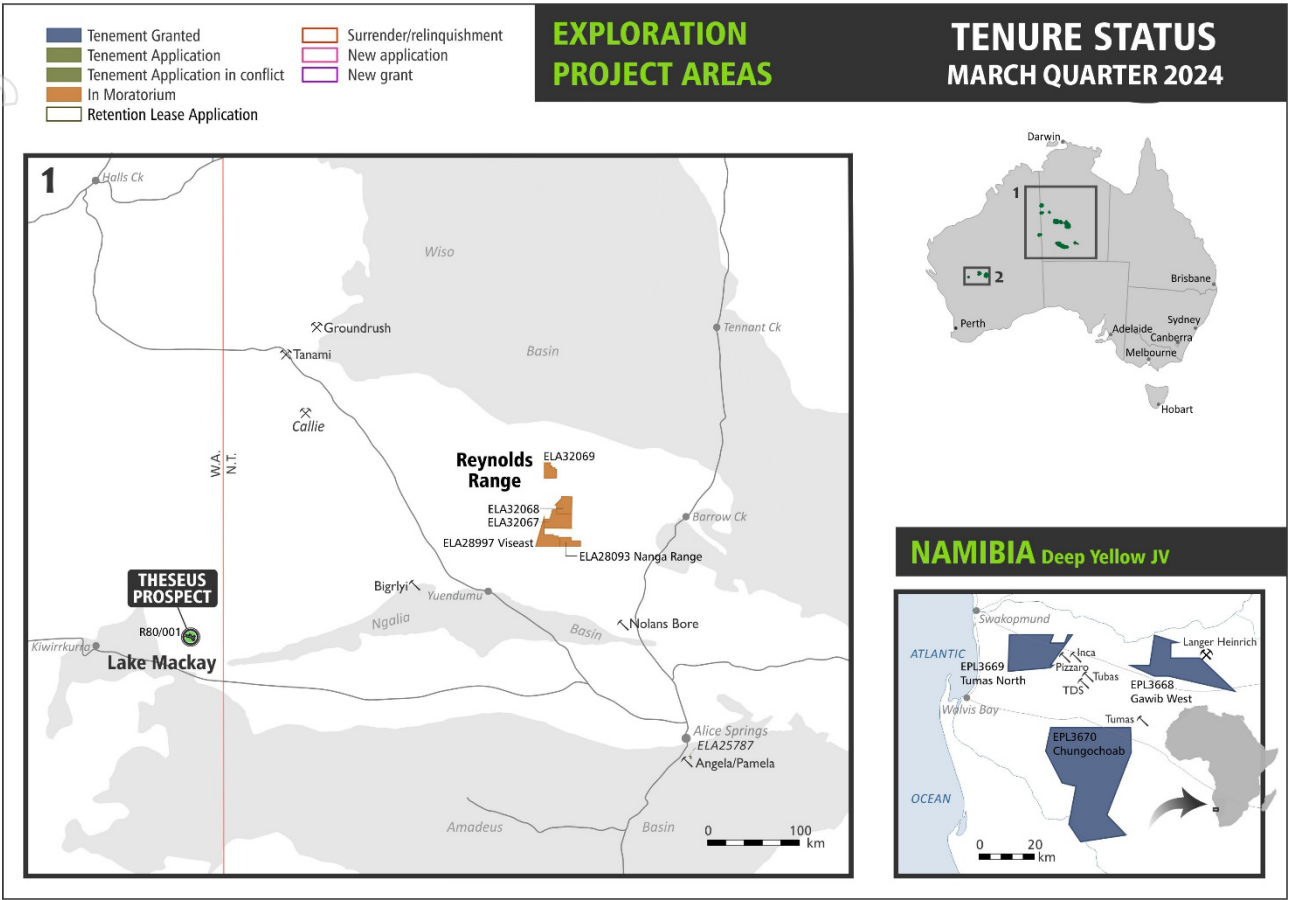 Tenement Granted
Tenement Application
Tenement Application in conflict
In Moratorium
Retention Lease Application
Surrender/relinquishment
New application
New grant
EXPLORATION
PROJECT AREAS
TENURE STATUS
MARCH QUARTER 2024
1
Halls Ck
Wiso
Groundrush
Tennant Ck
Tanami
Basin
Callie
W.A.
N.T.
Reynolds
Range
ELA32069
ELA32068
ELA32067
Barrow Ck
ELA28997 Viseast
ELA28093 Nanga Range
THESEUS
PROSPECT
Bigrlyi
Yuendumu
Ngalia
Basin
Nolans Bore
R80/001
Kiwirrkurra
Lake Mackay
Alice Springs
ELA25787
Angela/Pamela
Amadeus
Basin
0 100
km
Darwin
1
2
Brisbane
Perth
Sydney
Adelaide
Canberra
Melbourne
Hobart
NAMIBIA Deep Yellow JV
Swakopmund
ATLANTIC
Langer Heinrich
Inca
EPL3669
Tumas North
Pizzaro
Tubas
TDS
EPL3668
Gawib West
Walvis Bay
Tumas
EPL3670
Chungochoab
OCEAN
0 20
km